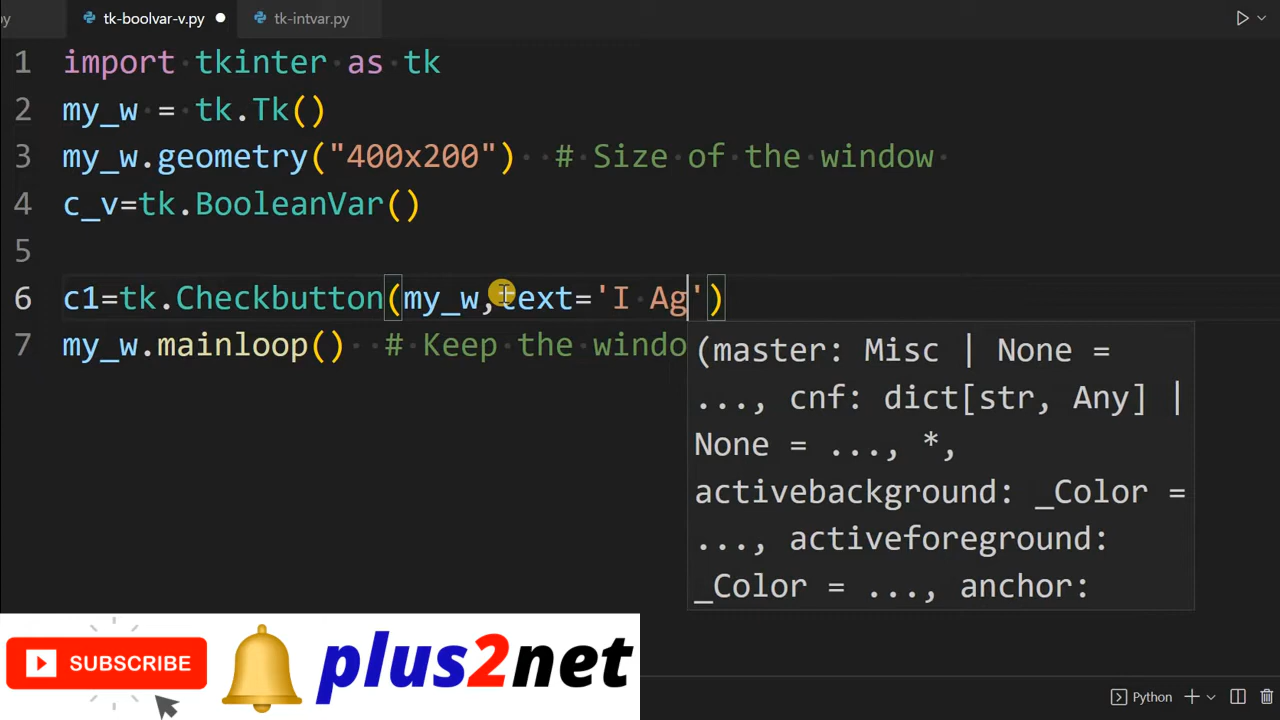 py
tk-boolvar-v.py
tk-intvar.py
1 import tkinter as tk
2 my_w = tk.Tk()
3 my_w.geometry("400x200")  # Size of the window
4 c_v=tk.BooleanVar()
5
6 c1=tk.Checkbutton(my_w,text='I Ag')
7 my_w.mainloop()  # Keep the windo
(master: Misc | None =
..., cnf: dict[str, Any] |
None = ..., *,
activebackground: _Color =
..., activeforeground:
_Color = ..., anchor:
SUBSCRIBE
plus2net
Python